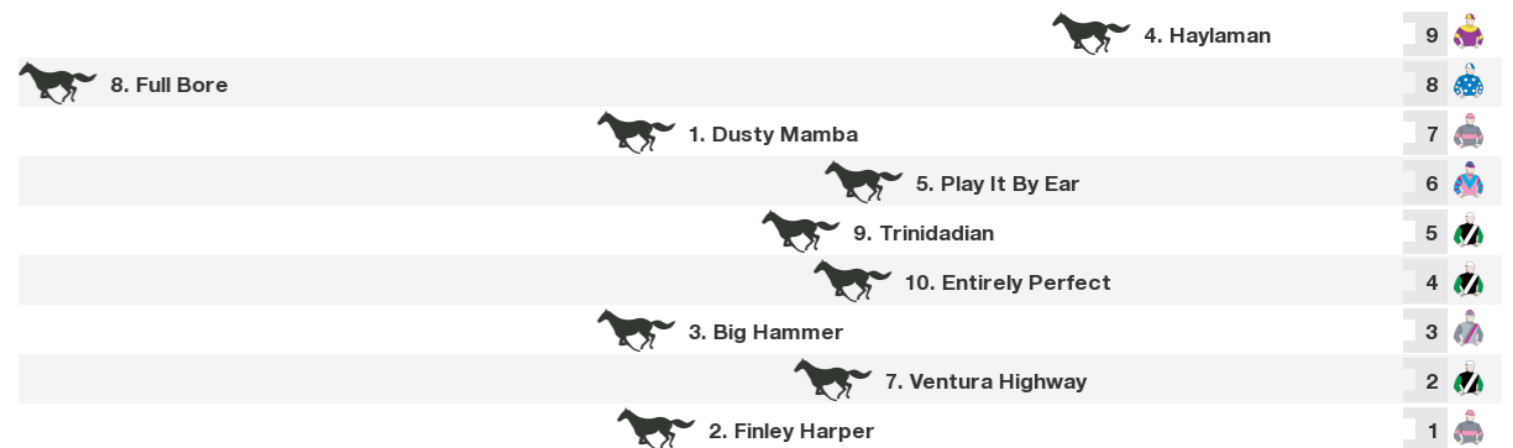 4. Haylaman 9
8. Full Bore 8
1. Dusty Mamba 7
5. Play It By Ear 6
9. Trinidadian 5
10. Entirely Perfect 4
3. Big Hammer 3
7. Ventura Highway 2
2. Finley Harper 1